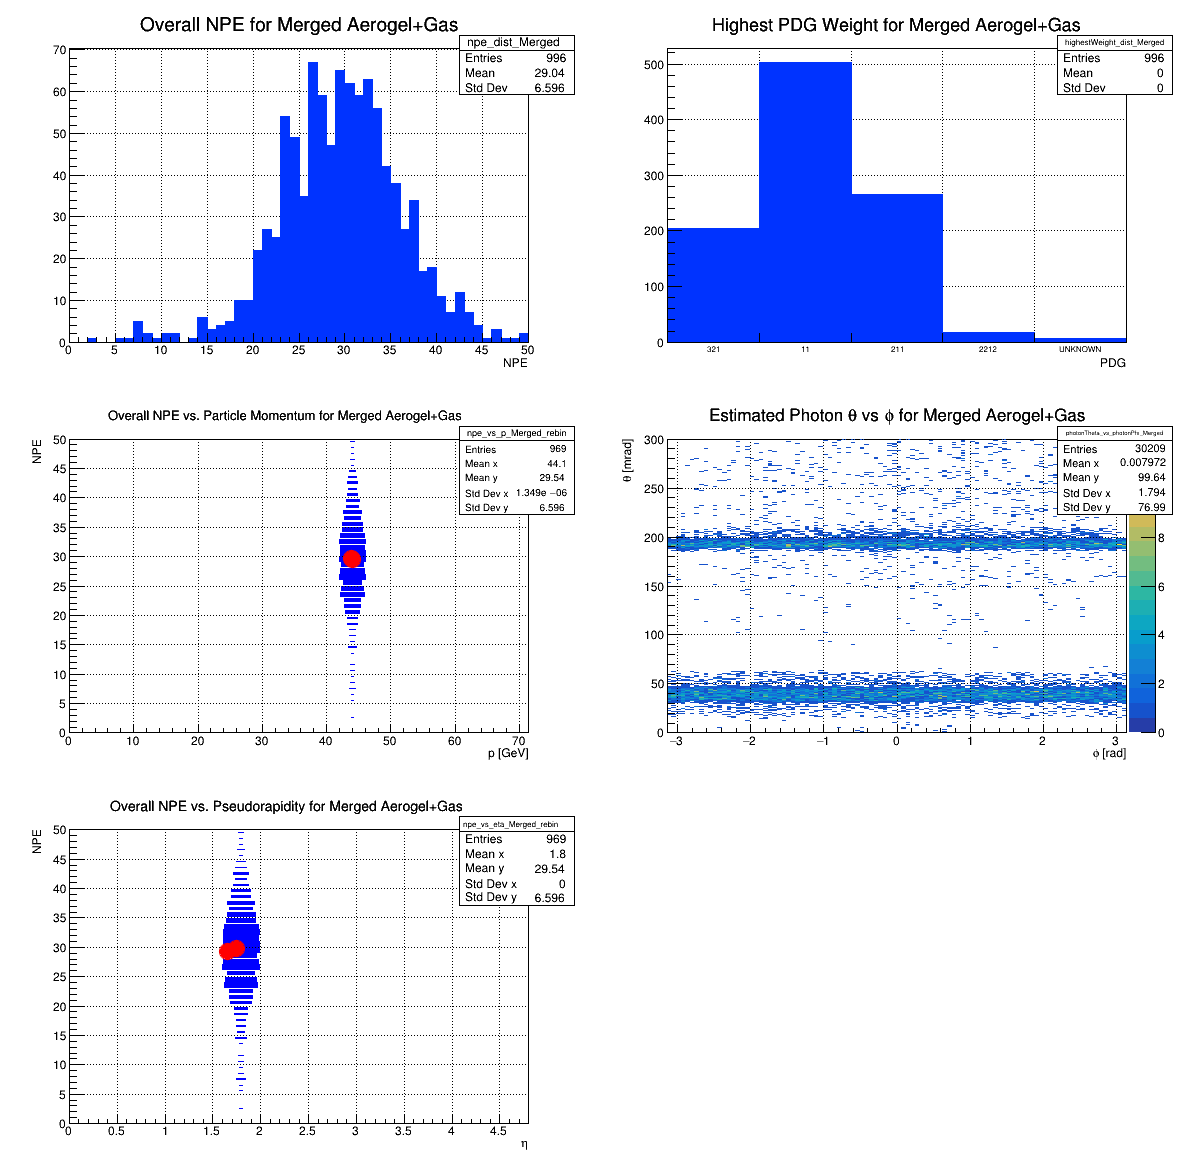 Overall NPE for Merged Aerogel+Gas
npe_dist_Merged
Entries 996
Mean 29.04
Std Dev 6.596
70
60
50
40
30
20
10
0
0 5 10 15 20 25 30 35 40 45 50
NPE
Highest PDG Weight for Merged Aerogel+Gas
highestWeight_dist_Merged
Entries 996
Mean 0
Std Dev 0
500
400
300
200
100
0
321 11 211 2212 UNKNOWN
PDG
Overall NPE vs. Particle Momentum for Merged Aerogel+Gas
npe_vs_p_Merged_rebin
Entries 969
Mean x 44.1
Mean y 29.54
Std Dev x 1.349e −06
Std Dev y 6.596
NPE
50
45
40
35
30
25
20
15
10
5
0
0 10 20 30 40 50 60 70
p [GeV]
Estimated Photon θ vs ϕ for Merged Aerogel+Gas
photonTheta_vs_photonPhi_Merged
Entries 30209
Mean x 0.007972
Mean y 99.64
Std Dev x 1.794
Std Dev y 76.99
θ [mrad]
300
250
200
150
100
50
0
−3 −2 −1 0 1 2 3
ϕ [rad]
8
6
4
2
0
Overall NPE vs. Pseudorapidity for Merged Aerogel+Gas
npe_vs_eta_Merged_rebin
Entries 969
Mean x 1.8
Mean y 29.54
Std Dev x 0
Std Dev y 6.596
NPE
50
45
40
35
30
25
20
15
10
5
0
0 0.5 1 1.5 2 2.5 3 3.5 4 4.5
η